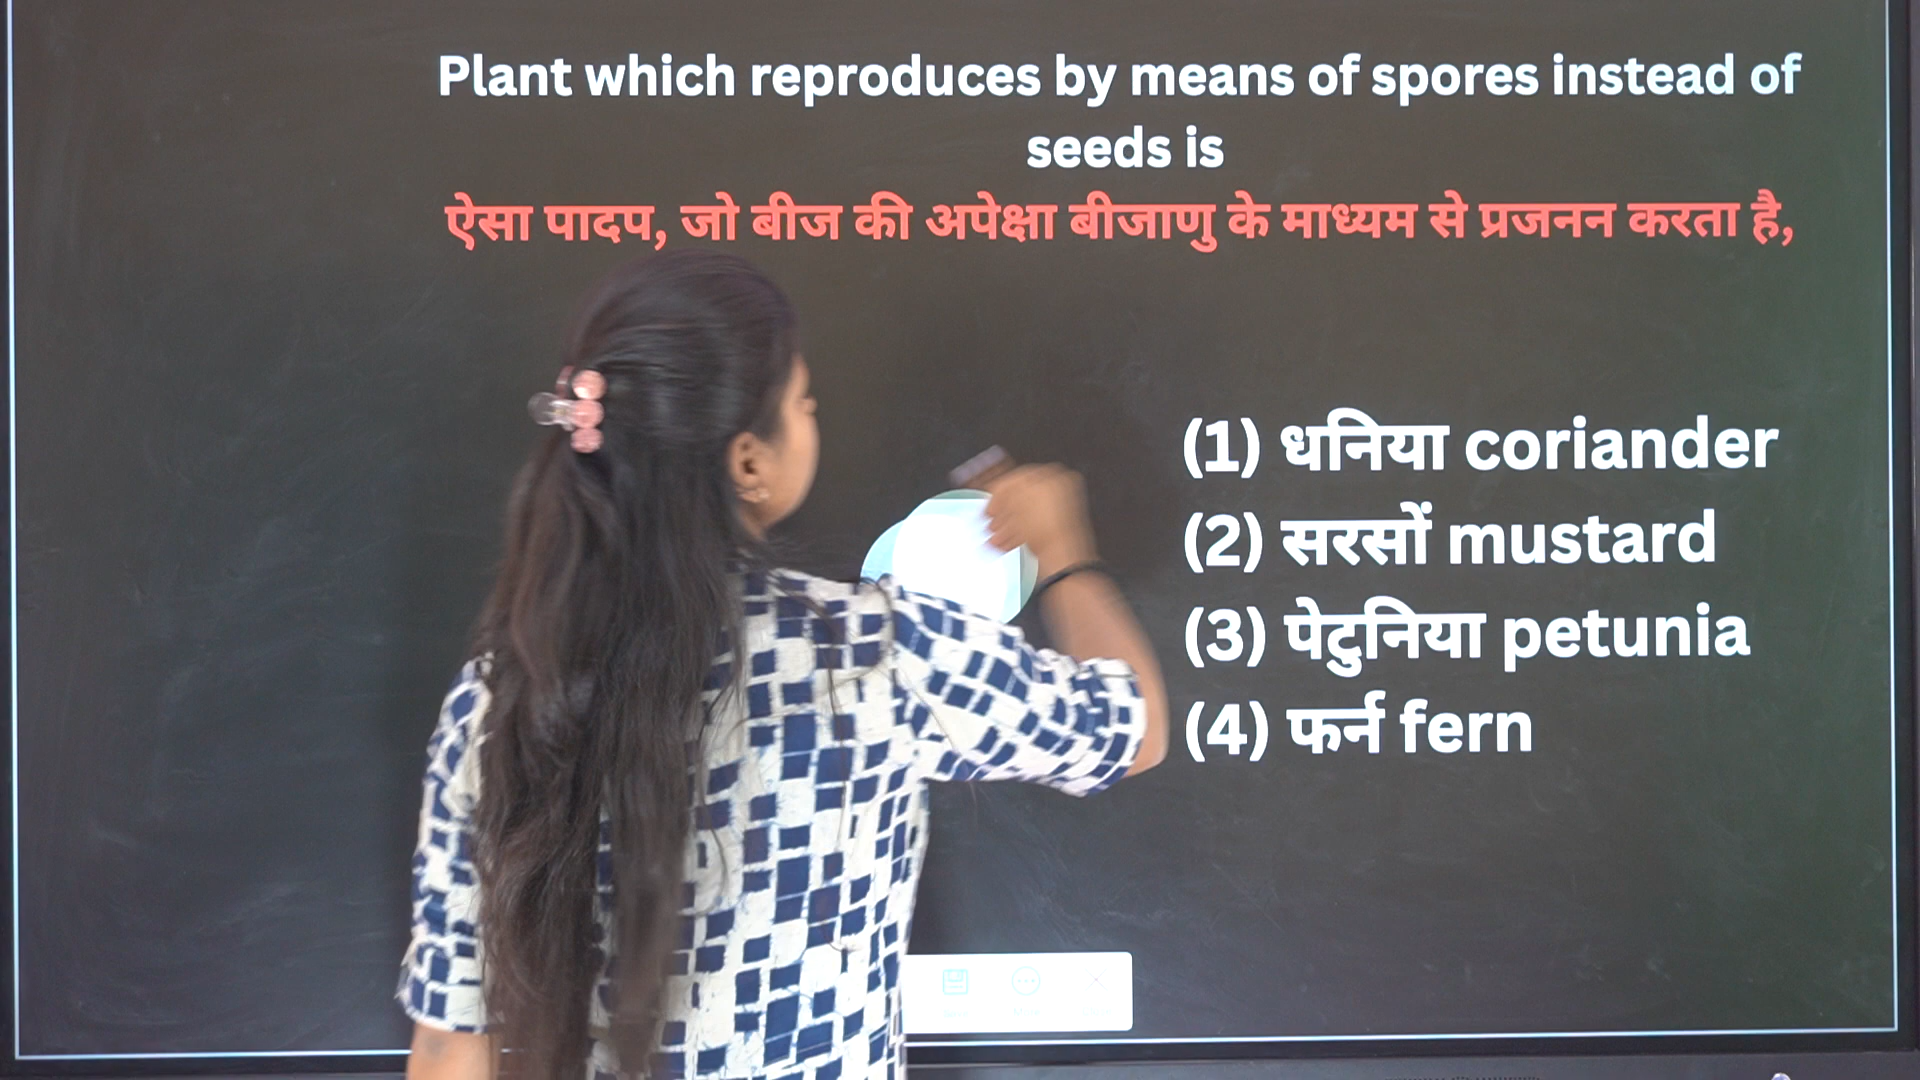 Plant which reproduces by means of spores instead of
seeds is
ऐसा पादप, जो बीज की अपेक्षा बीजाणु के माध्यम से प्रजनन करता है,
(1) धनिया coriander
(2) सरसों mustard
(3) पेटुनिया petunia
(4) फर्न fern